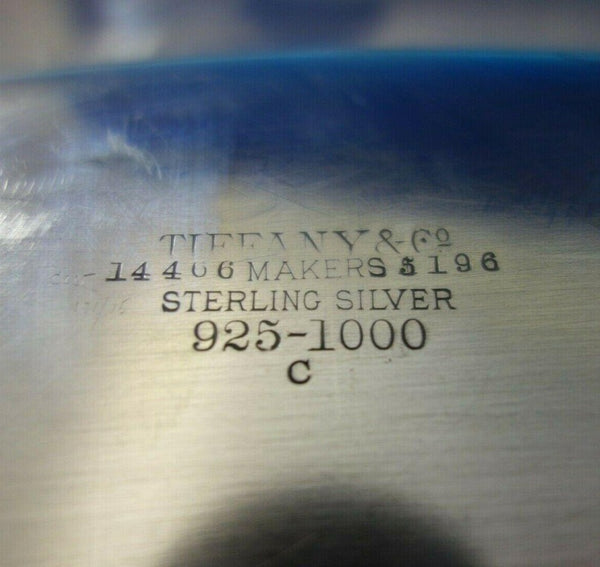 TIFFANY & Co
14466 MAKERS 5196
STERLING SILVER
925-1000
C